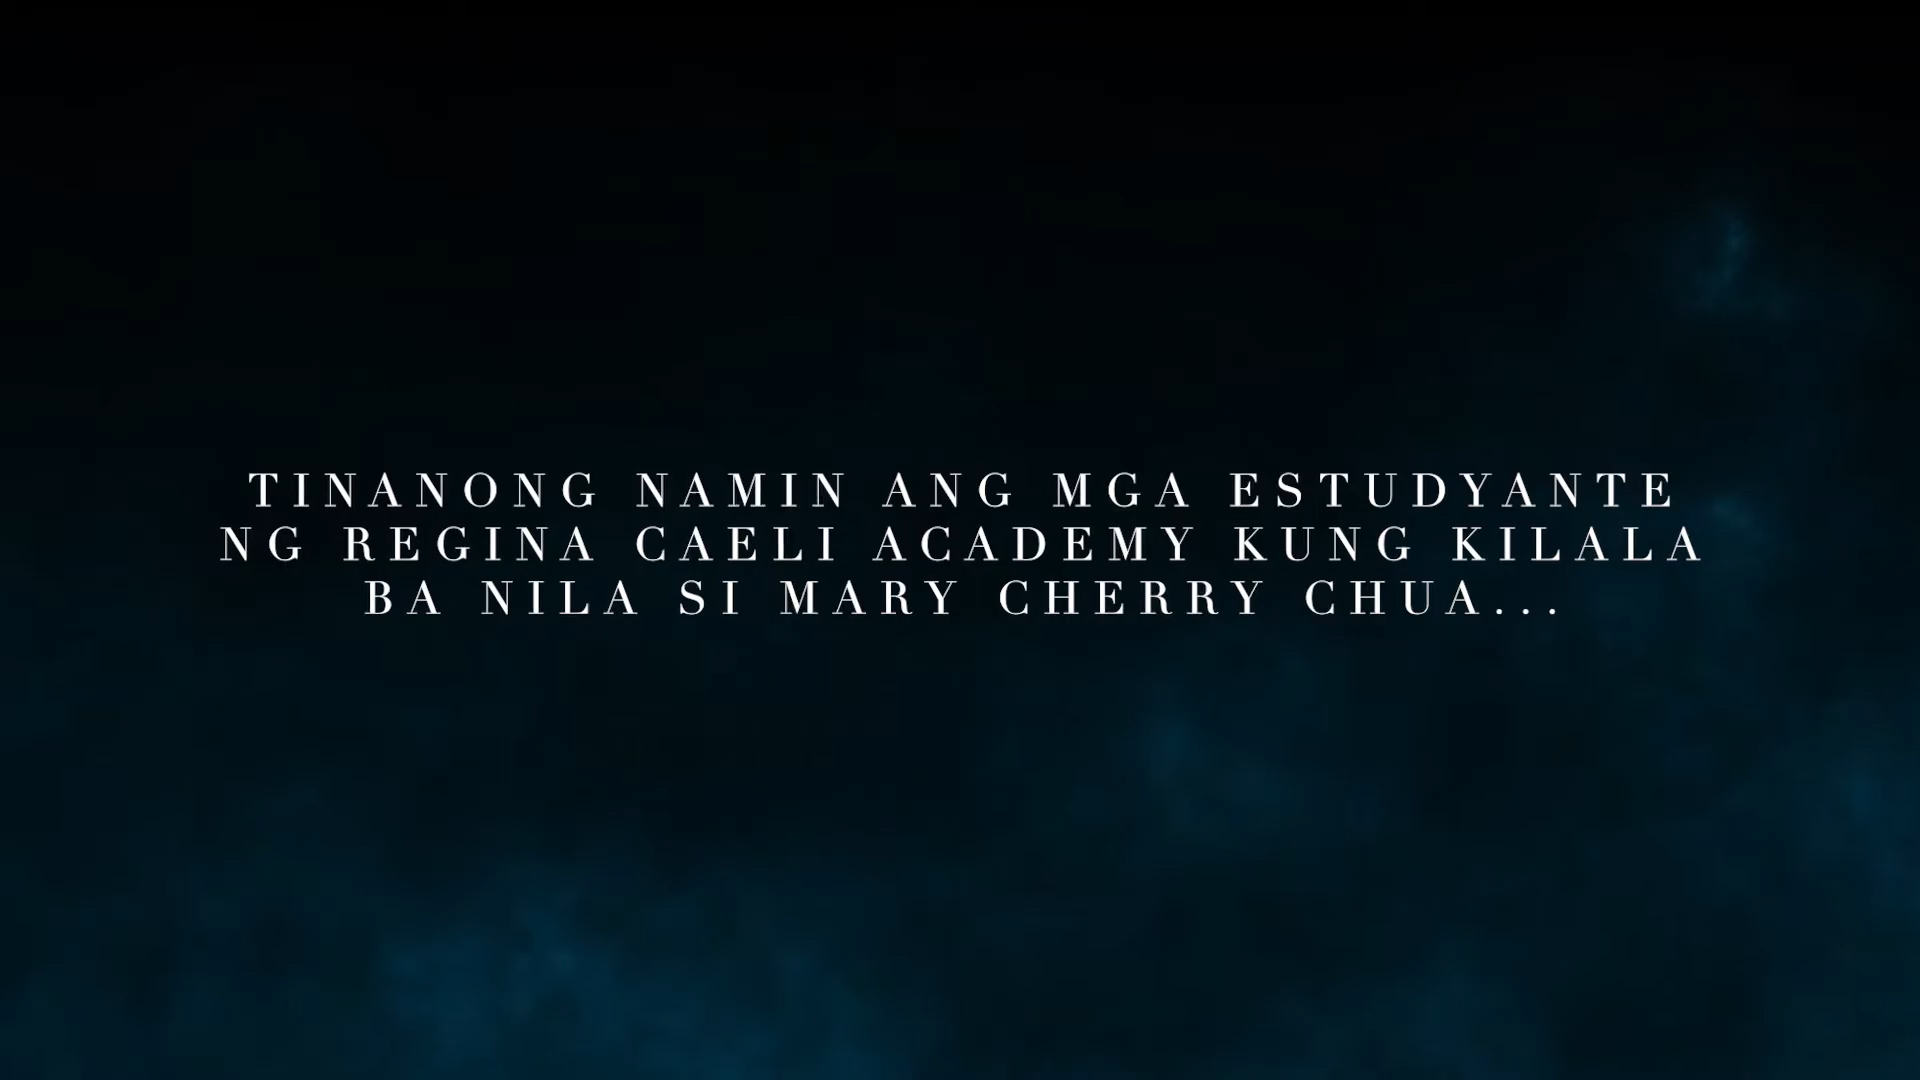 TINANONG NAMIN ANG MGA ESTUDYANTE
NG REGINA CAELI ACADEMY KUNG KILALA
BA NILA SI MARY CHERRY CHUA...